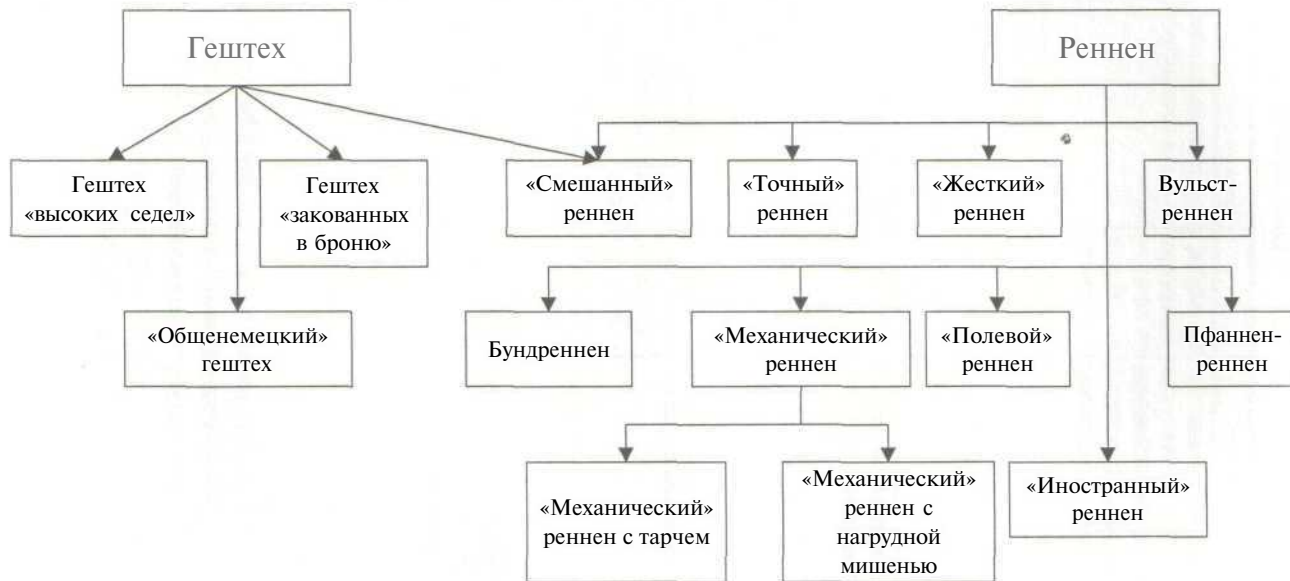 Гештех
Реннен
Гештех
«высоких седел»
Гештех
«закованных
в броню»
«Смешанный»
реннен
«Точный»
реннен
«Жесткий»
реннен
Вульст-
реннен
«Общенемецкий»
гештех
Бундреннен
«Механический»
реннен
«Полевой»
реннен
Пфаннен-
реннен
«Механический»
реннен с тарчем
«Механический»
реннен с
нагрудной
мишенью
«Иностранный»
реннен